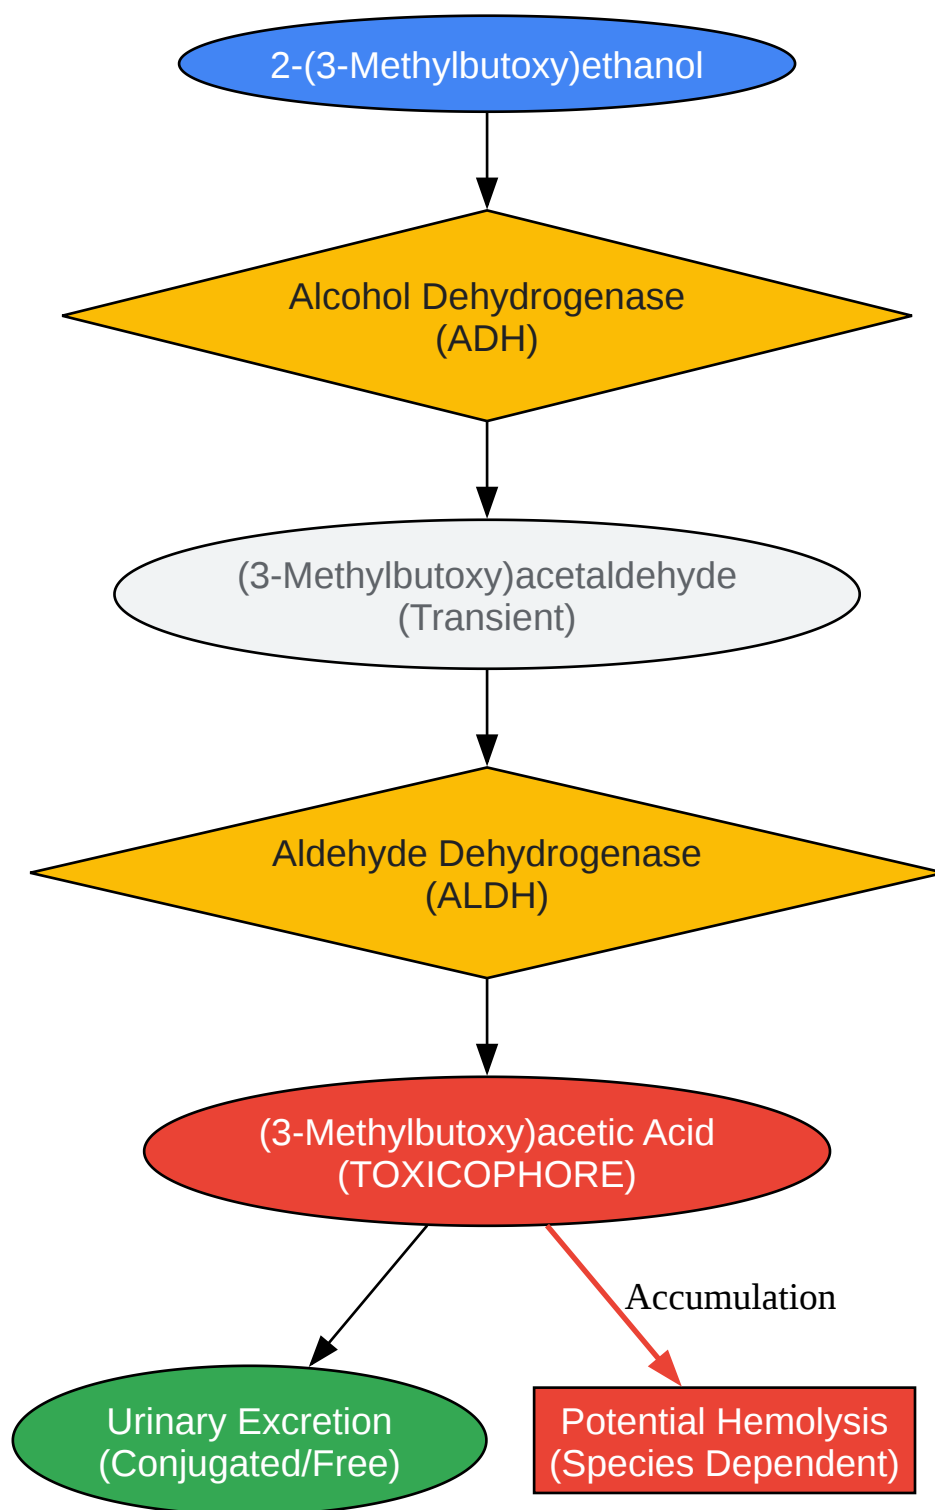 2-(3-Methylbutoxy)ethanol
Alcohol Dehydrogenase
(ADH)
(3-Methylbutoxy)acetaldehyde
(Transient)
Aldehyde Dehydrogenase
(ALDH)
(3-Methylbutoxy)acetic Acid
(TOXICOPHORE)
Accumulation
Urinary Excretion
(Conjugated/Free)
Potential Hemolysis
(Species Dependent)